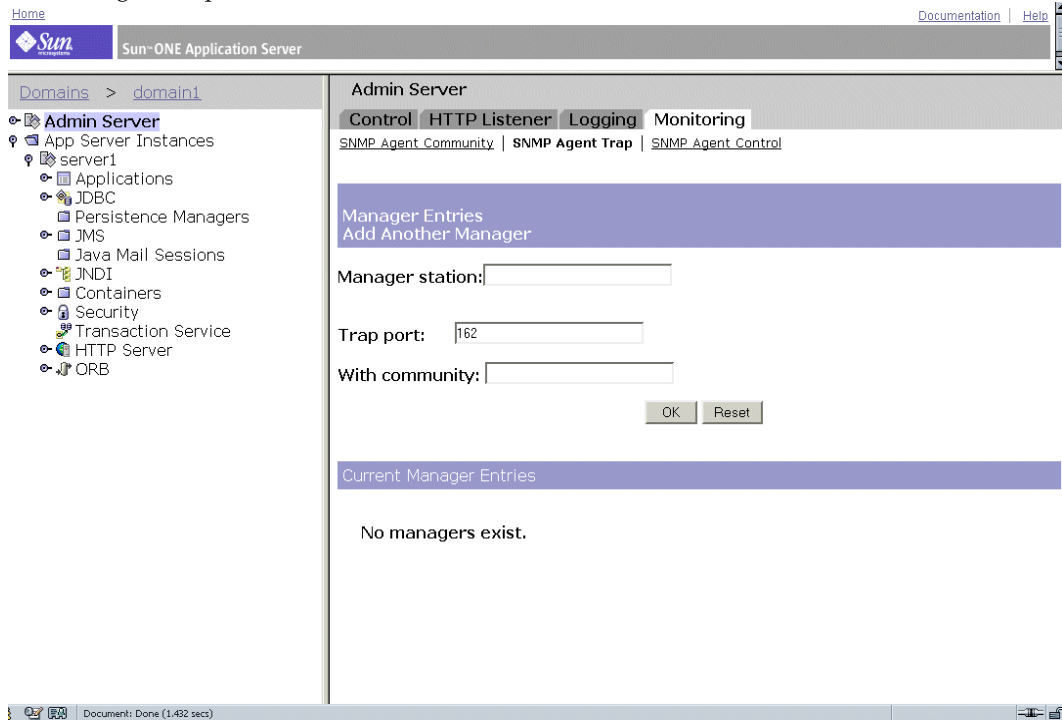 Home
Documentation | Help
Sun microsystems
Sun ONE Application Server
Domains > domain1
Admin Server
App Server Instances
server1
Applications
JDBC
Persistence Managers
JMS
Java Mail Sessions
JNDI
Containers
Security
Transaction Service
HTTP Server
ORB
Admin Server
Control HTTP Listener Logging Monitoring
SNMP Agent Community | SNMP Agent Trap | SNMP Agent Control
Manager Entries
Add Another Manager
Manager station:
Trap port: 162
With community:
OK Reset
Current Manager Entries
No managers exist.
Document: Done (1.432 secs)